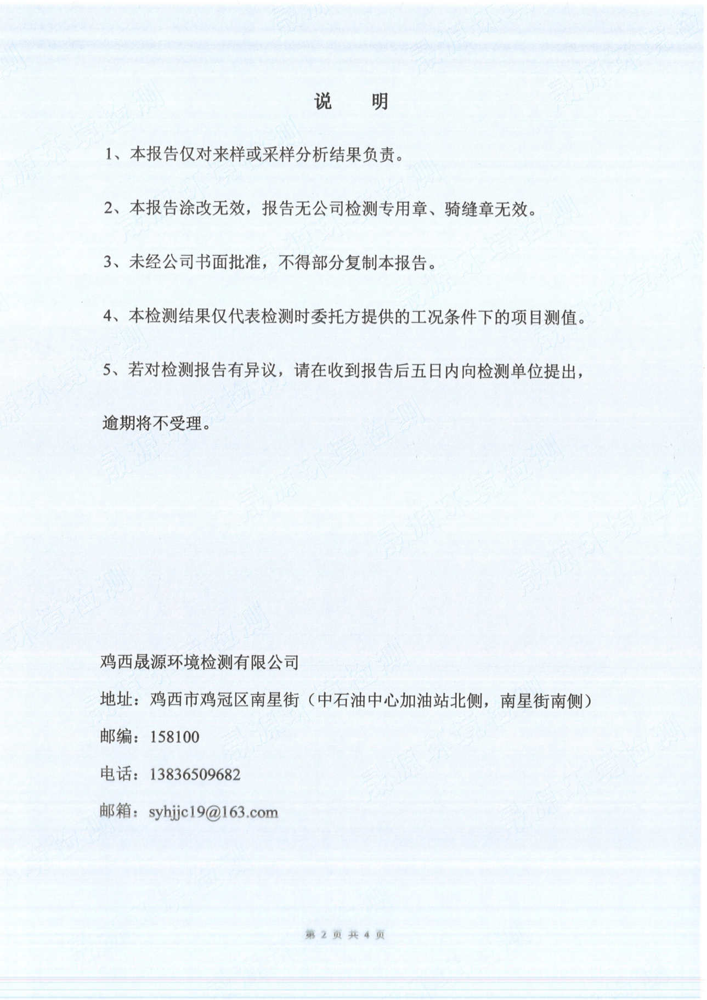 说 明
1、本报告仅对来样或采样分析结果负责。
2、本报告涂改无效，报告无公司检测专用章、骑缝章无效。
3、未经公司书面批准，不得部分复制本报告。
4、本检测结果仅代表检测时委托方提供的工况条件下的项目测值。
5、若对检测报告有异议，请在收到报告后五日内向检测单位提出，
逾期将不受理。
鸡西晟源环境检测有限公司
地址：鸡西市鸡冠区南星街（中石油中心加油站北侧，南星街南侧）
邮编：158100
电话：13836509682
邮箱：syhjjc19@163.com
第 2 页 共 4 页
晟源环境检测